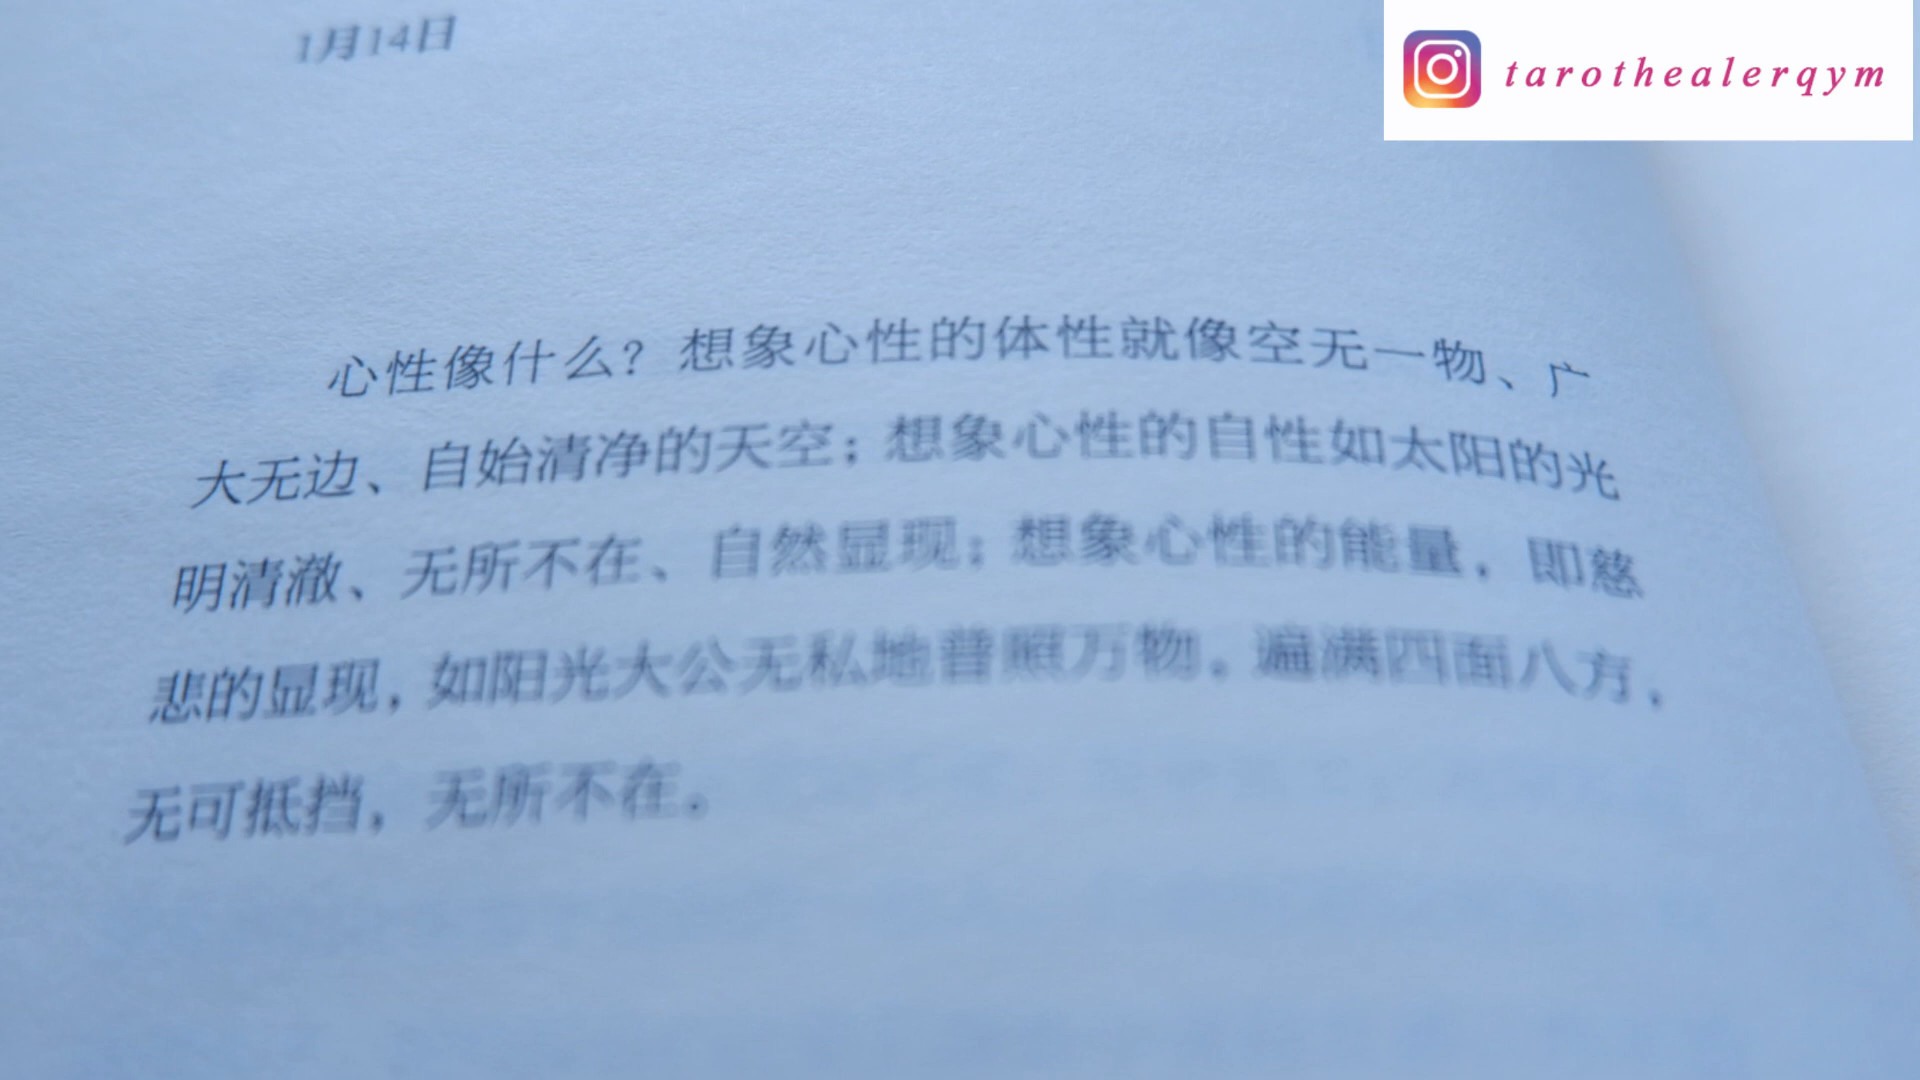 1月14日
tarothealerqym
心性像什么？想象心性的体性就像空无一物、广
大无边、自始清净的天空；想象心性的自性如太阳的光
明清澈、无所不在、自然显现；想象心性的能量，即慈
悲的显现，如阳光大公无私地普照万物，遍满四面八方，
无可抵挡，无所不在。